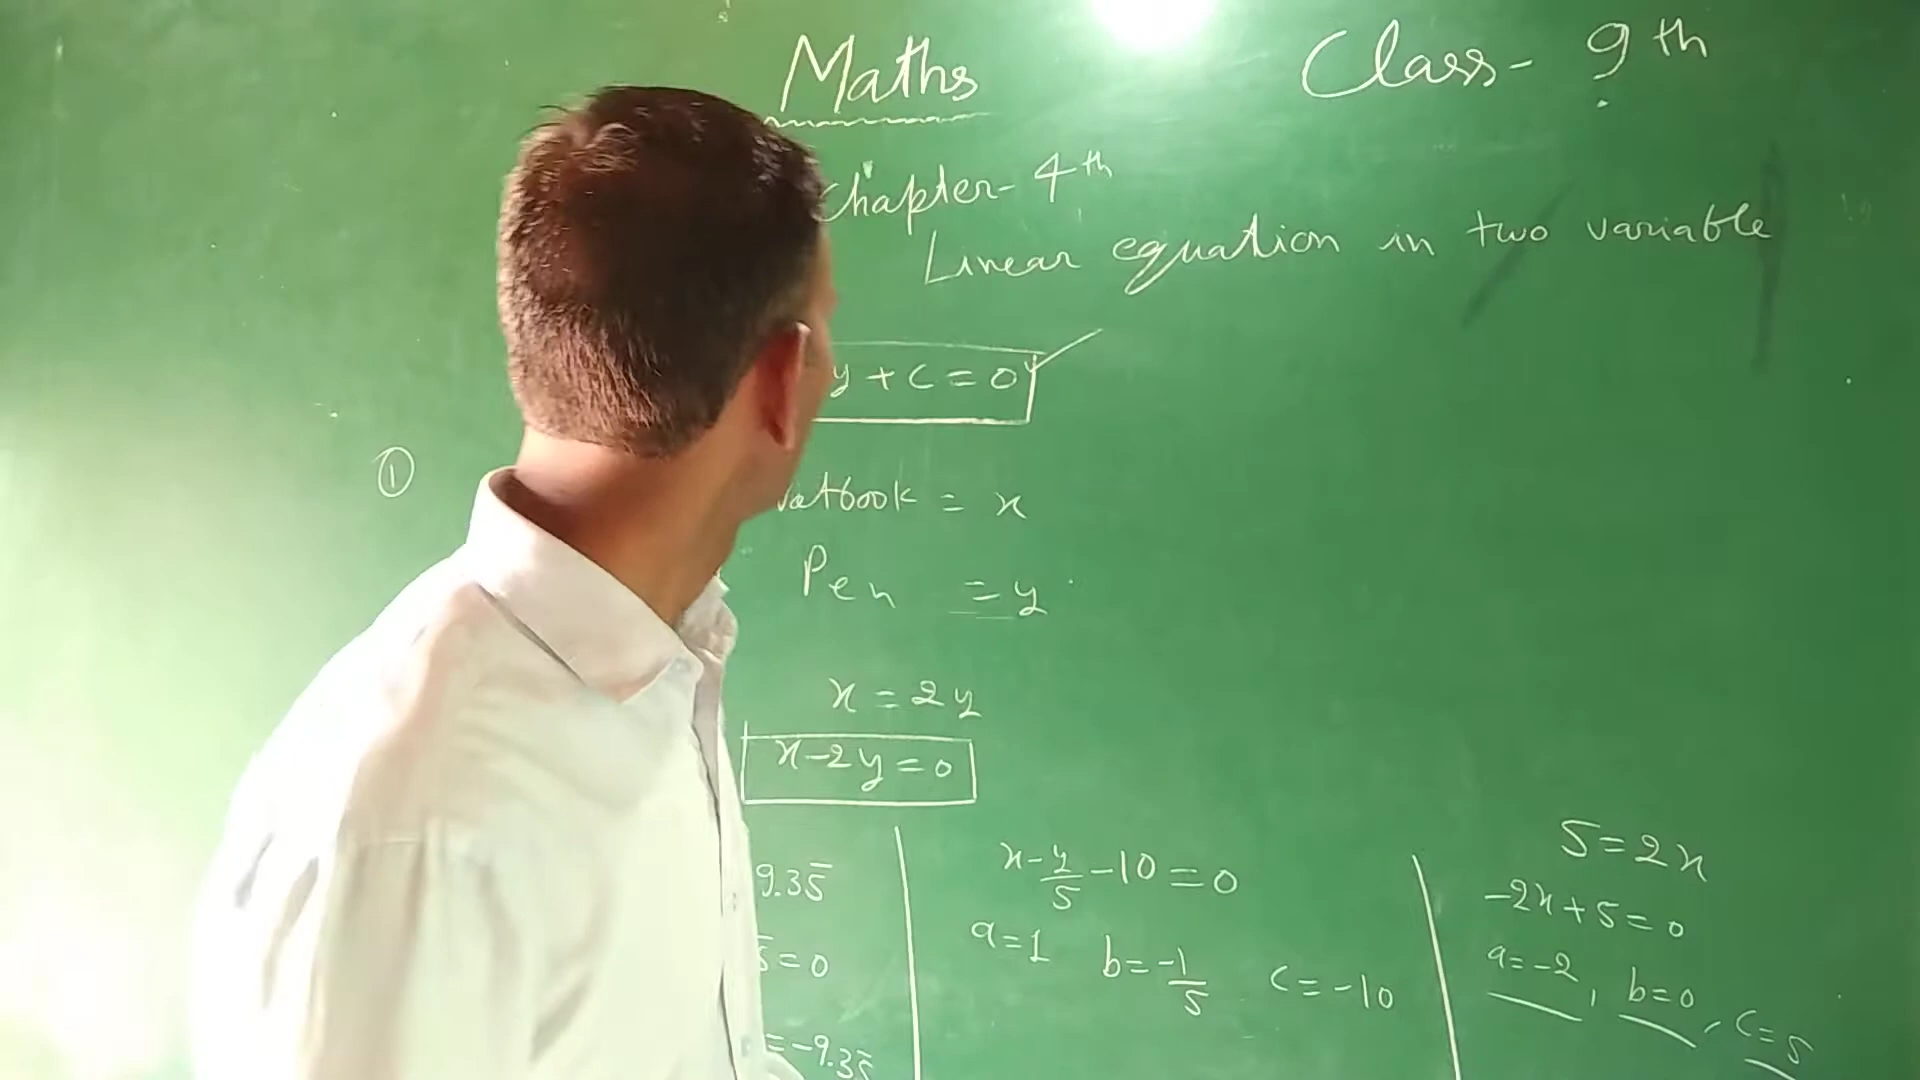 Maths
Class- 9th
Chapter- 4th
Linear equation in two variable
y + c = 0
①
= x
Pen = y
x = 2y
x-2y=0
9.35̅
5̅=0
=-9.35̅
x-y/5-10=0
a=1 b=-1/5 c=-10
5=2x
-2x+5=0
a=-2, b=0, c=5